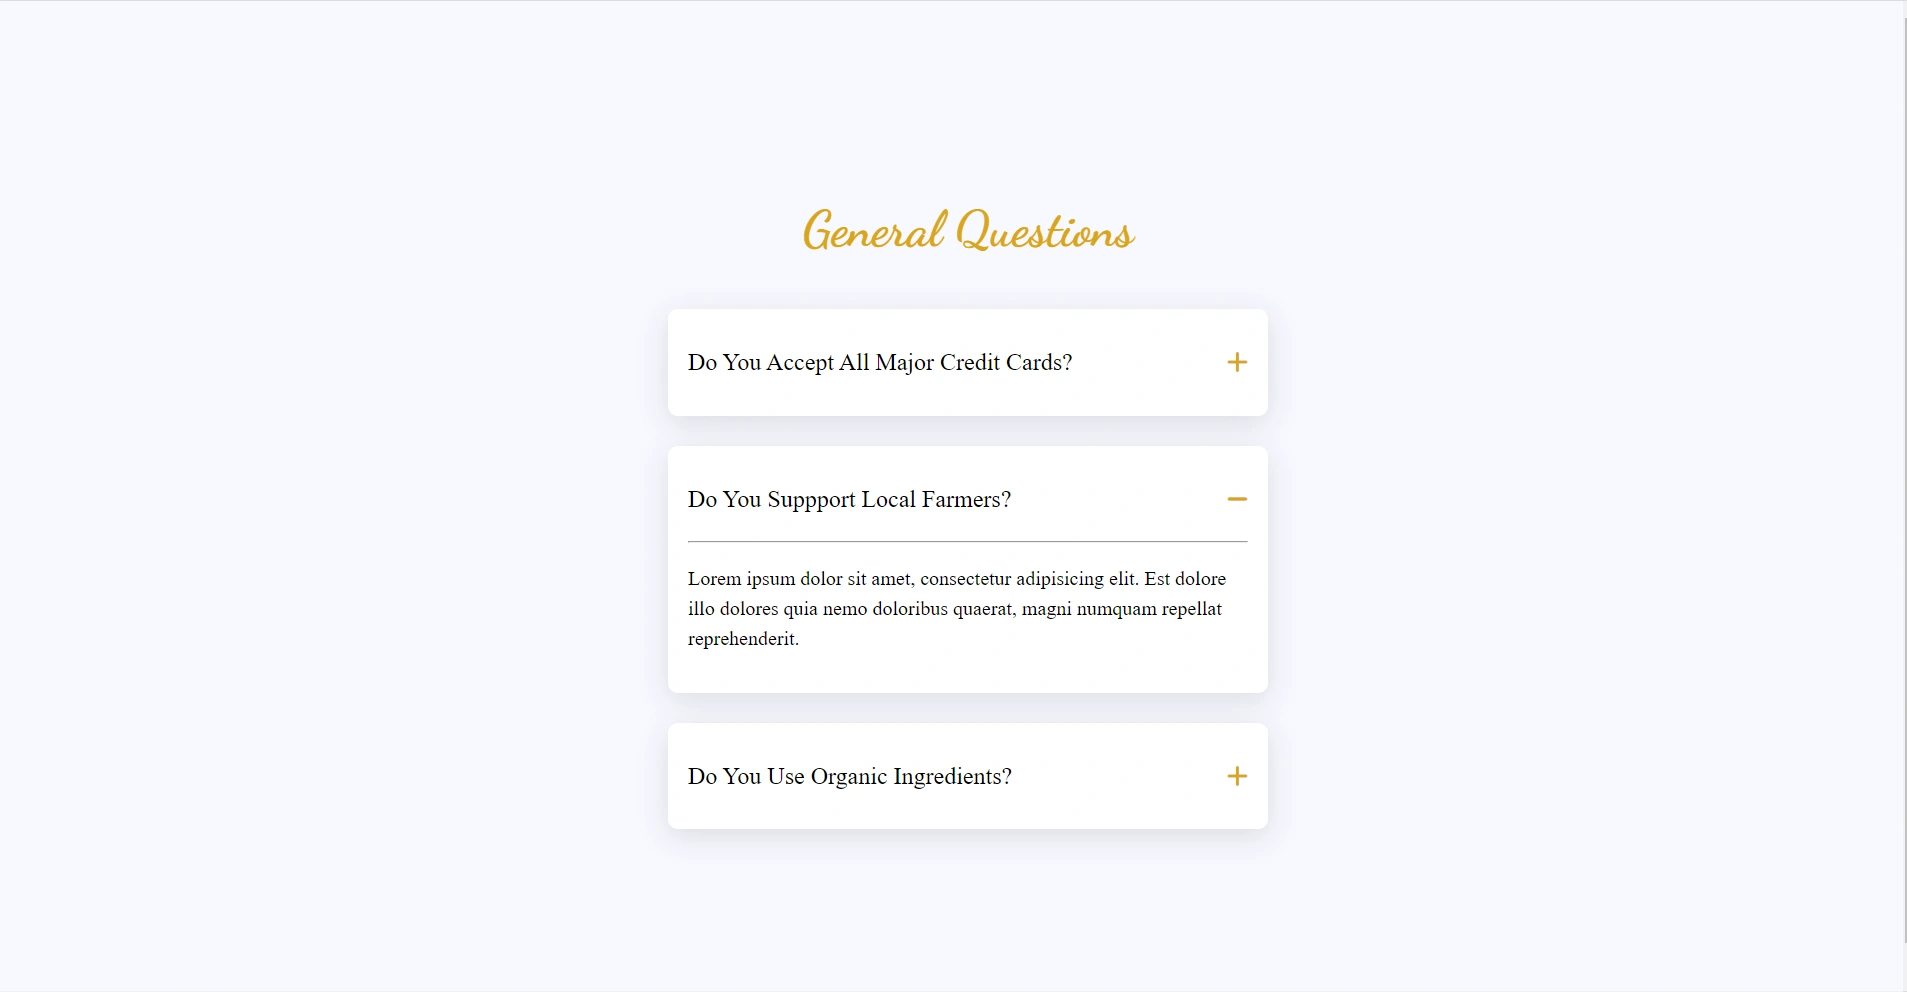 General Questions
Do You Accept All Major Credit Cards?
Do You Suppport Local Farmers?
Lorem ipsum dolor sit amet, consectetur adipisicing elit. Est dolore
illo dolores quia nemo doloribus quaerat, magni numquam repellat
reprehenderit.
Do You Use Organic Ingredients?